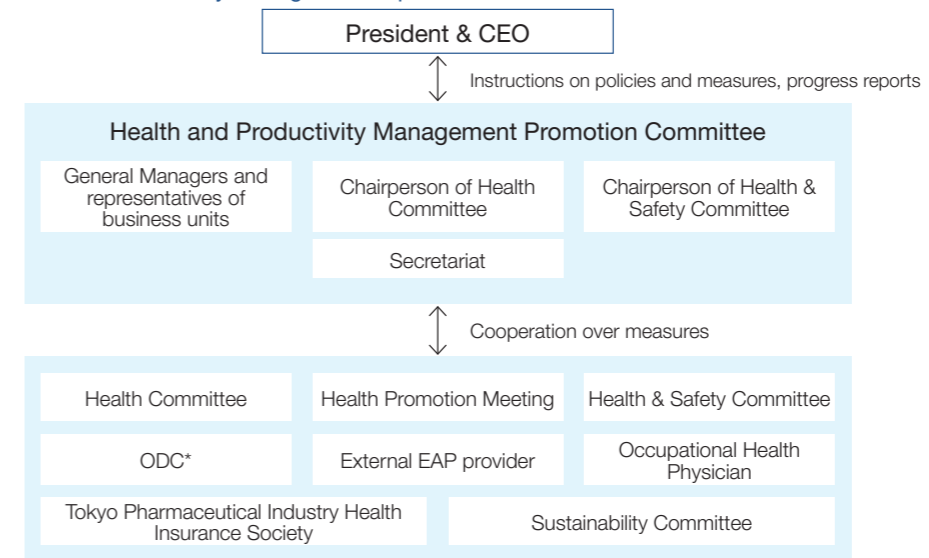 President & CEO
Instructions on policies and measures, progress reports
Health and Productivity Management Promotion Committee
General Managers and
representatives of
business units
Chairperson of Health
Committee
Chairperson of Health &
Safety Committee
Secretariat
Cooperation over measures
Health Committee
Health Promotion Meeting
Health & Safety Committee
ODC*
External EAP provider
Occupational Health
Physician
Tokyo Pharmaceutical Industry Health
Insurance Society
Sustainability Committee